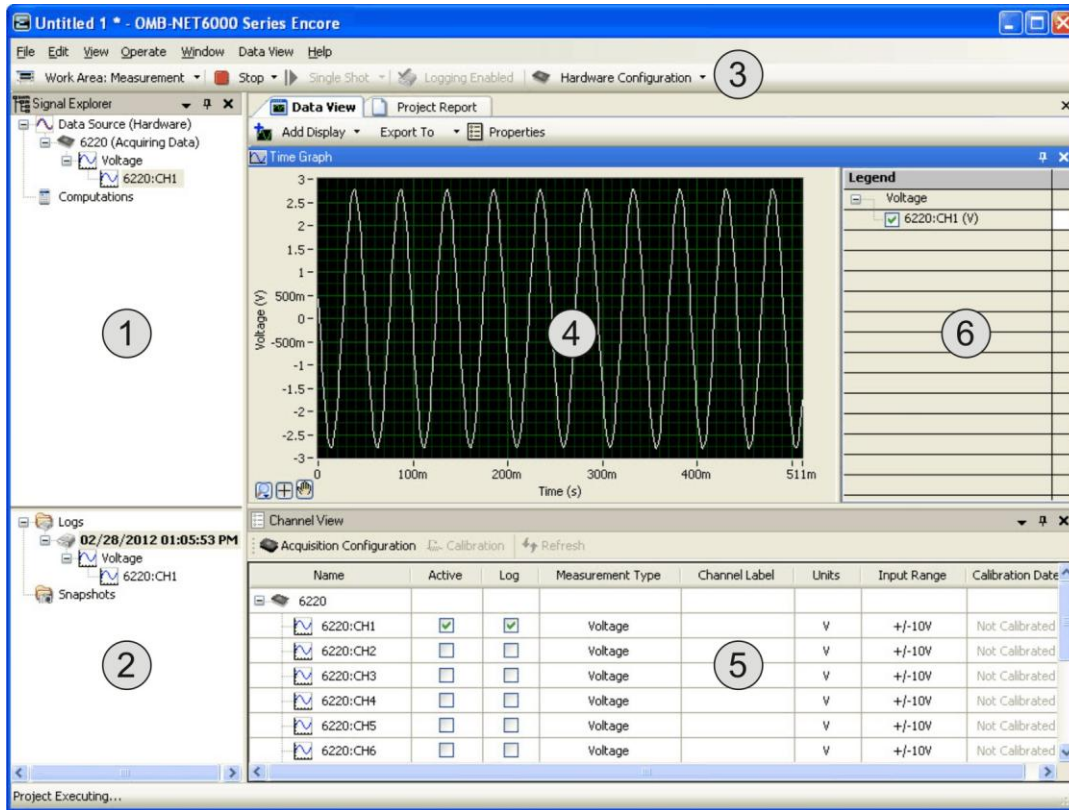 Untitled 1 * - OMB-NET6000 Series Encore
File Edit View Operate Window Data View Help
Work Area: Measurement Stop Single Shot Logging Enabled Hardware Configuration
3
Signal Explorer
Data Source (Hardware)
6220 (Acquiring Data)
Voltage
6220:CH1
Computations
1
Logs
02/28/2012 01:05:53 PM
Voltage
6220:CH1
Snapshots
2
Data View Project Report
Add Display Export To Properties
Time Graph
Voltage (V)
3
2.5
2
1.5
1
500m
0
-500m
-1
-1.5
-2
-2.5
-3
0 100m 200m 300m 400m 511m
Time (s)
4
Legend
Voltage
6220:CH1 (V)
6
Channel View
Acquisition Configuration Calibration Refresh
Name Active Log Measurement Type Channel Label Units Input Range Calibration Date
6220
6220:CH1 Voltage V +/-10V Not Calibrated
6220:CH2 Voltage V +/-10V Not Calibrated
6220:CH3 Voltage V +/-10V Not Calibrated
6220:CH4 Voltage V +/-10V Not Calibrated
6220:CH5 Voltage V +/-10V Not Calibrated
6220:CH6 Voltage V +/-10V Not Calibrated
5
Project Executing...